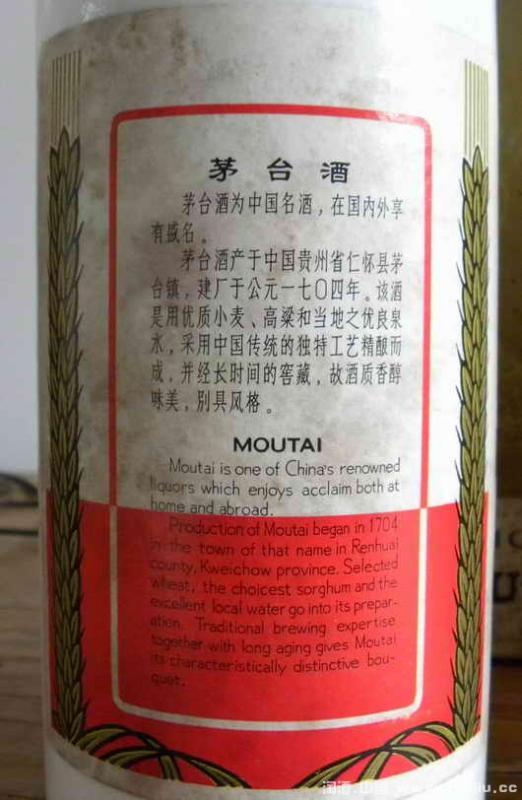 茅台酒
茅台酒为中国名酒，在国内外享
有盛名。
茅台酒产于中国贵州省仁怀县茅
台镇，建厂于公元一七〇四年。该酒
是用优质小麦、高粱和当地之优良泉
水，采用中国传统的独特工艺精酿而
成，并经长时间的窖藏，故酒质香醇
味美，别具风格。
MOUTAI
Moutai is one of China's renowned
liquors which enjoys acclaim both at
home and abroad.
Production of Moutai began in 1704
in the town of that name in Renhuai
county, Kweichow province. Selected
wheat, the choicest sorghum and the
excellent local water go into its prepar-
ation. Traditional brewing expertise
together with long aging gives Moutai
its characteristically distinctive bou-
quet.